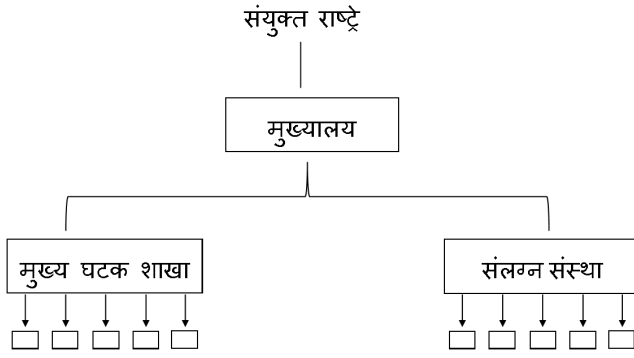 संयुक्त राष्ट्रे
मुख्यालय
मुख्य घटक शाखा
संलग्न संस्था